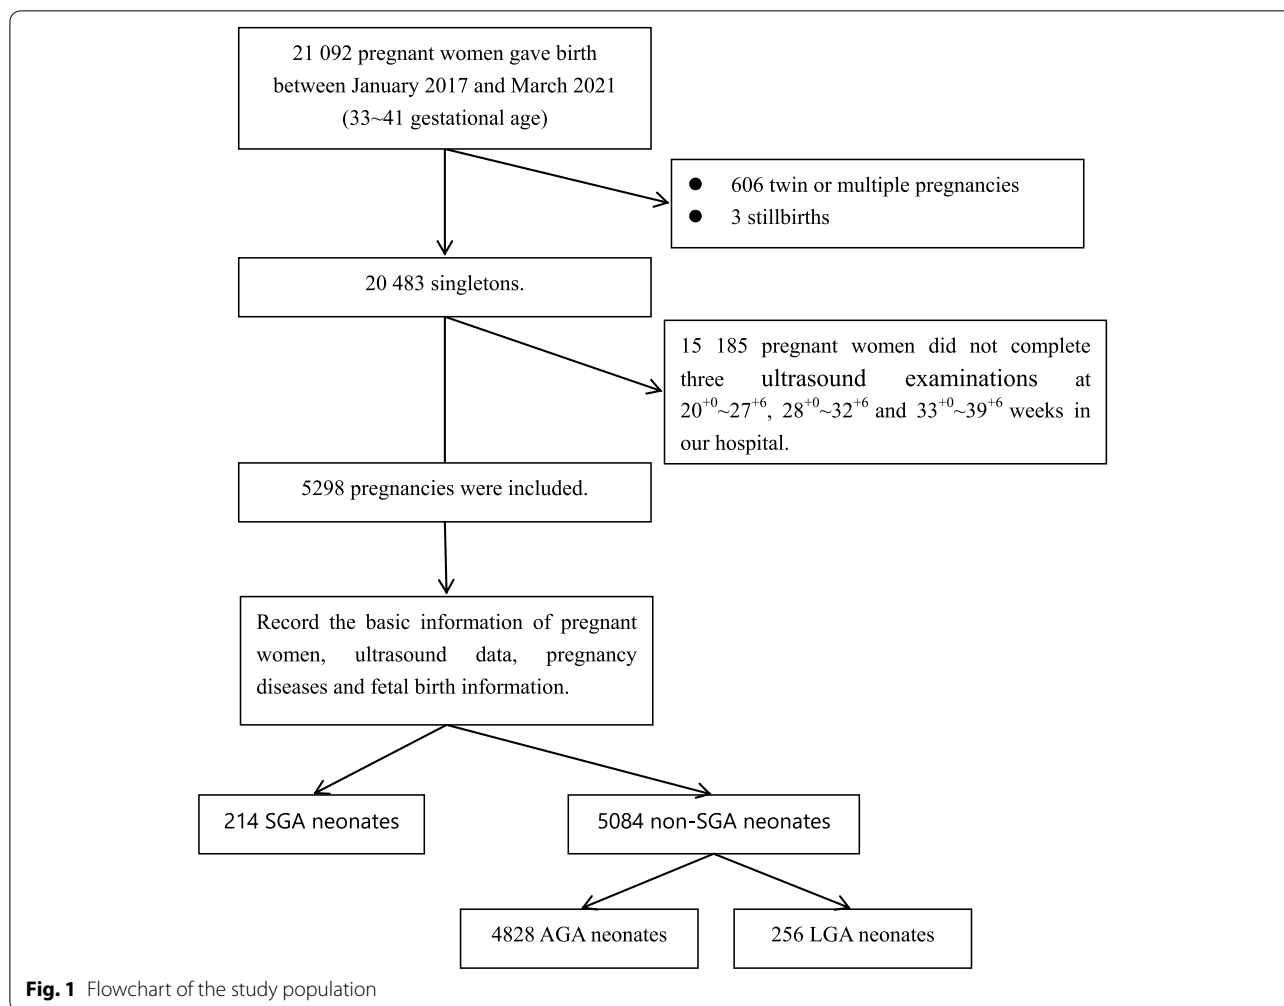 21 092 pregnant women gave birth
between January 2017 and March 2021
(33~41 gestational age)
● 606 twin or multiple pregnancies
● 3 stillbirths
20 483 singletons.
15 185 pregnant women did not complete
three ultrasound examinations at
20⁺⁰~27⁺⁶, 28⁺⁰~32⁺⁶ and 33⁺⁰~39⁺⁶ weeks in
our hospital.
5298 pregnancies were included.
Record the basic information of pregnant
women, ultrasound data, pregnancy
diseases and fetal birth information.
214 SGA neonates
5084 non-SGA neonates
4828 AGA neonates
256 LGA neonates
Fig. 1 Flowchart of the study population